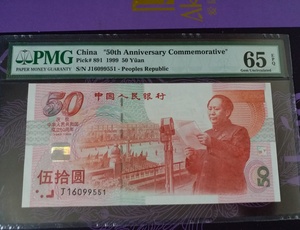 PMG
PAPER MONEY GUARANTY
China "50th Anniversary Commemorative"
Pick# 891 1999 50 Yüan
S/N J16099551 - Peoples Republic
65 EPQ
Gem Uncirculated
50
中国人民银行
伍拾圆
J16099551
50